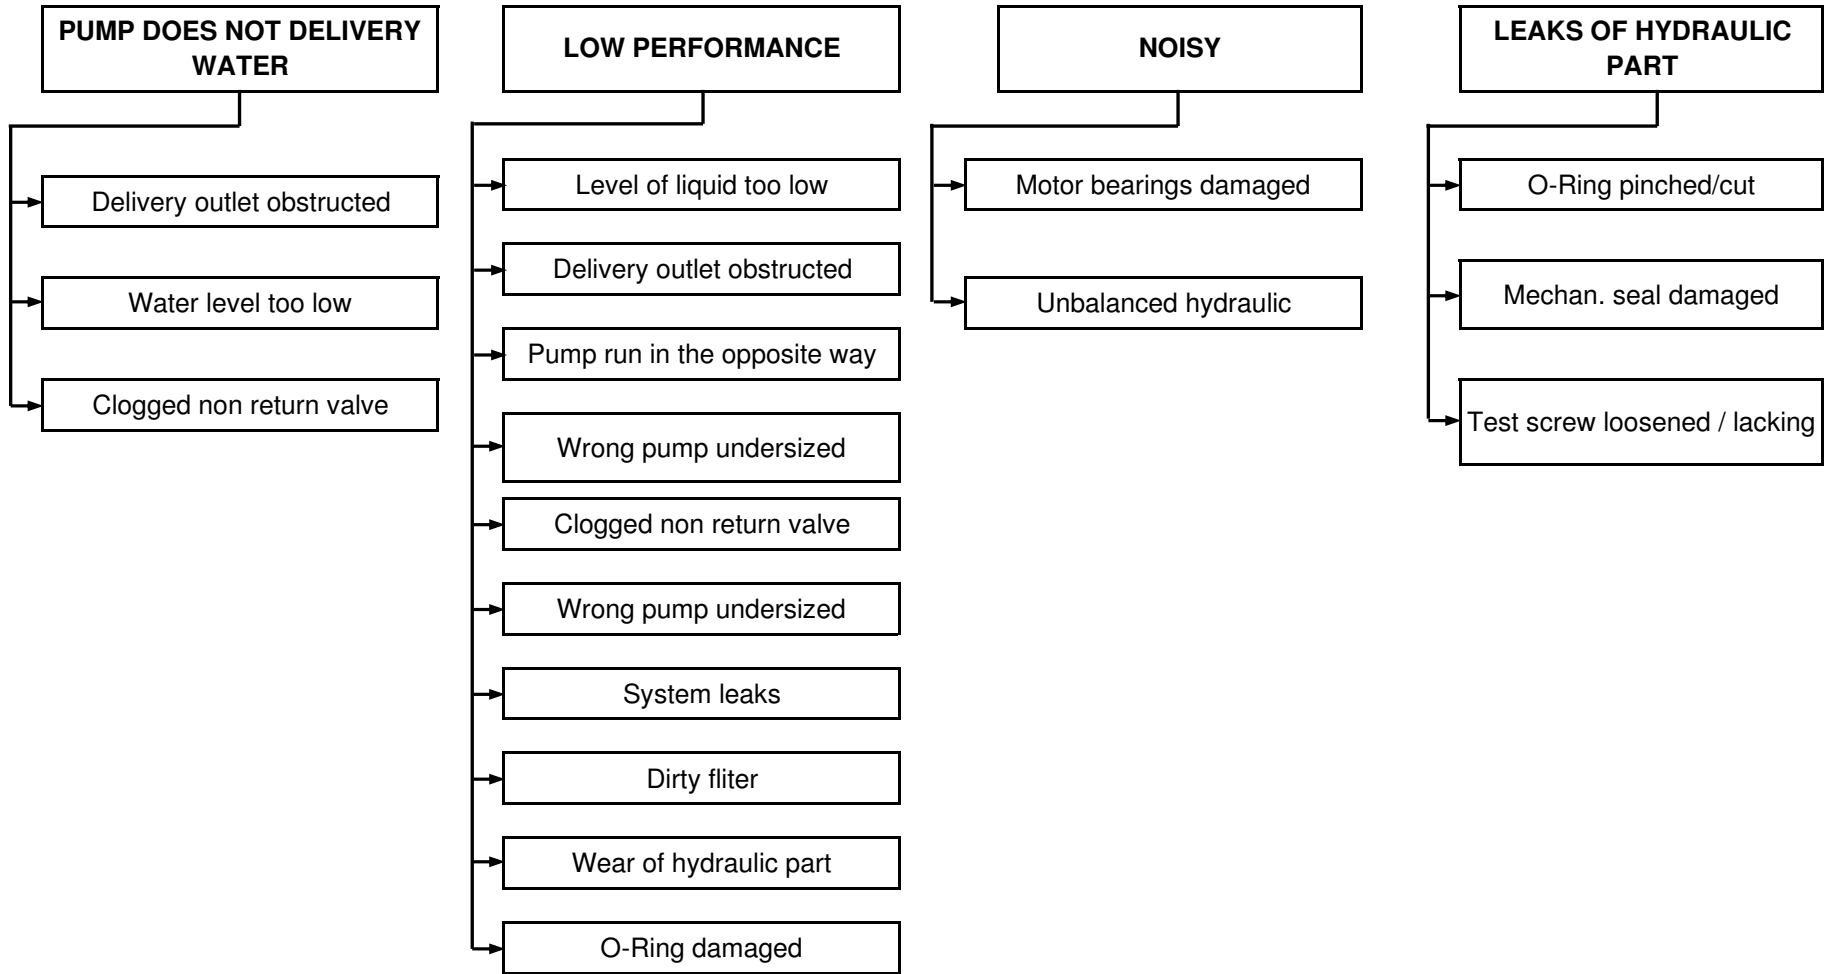 PUMP DOES NOT DELIVERY
WATER
Delivery outlet obstructed
Water level too low
Clogged non return valve
LOW PERFORMANCE
Level of liquid too low
Delivery outlet obstructed
Pump run in the opposite way
Wrong pump undersized
Clogged non return valve
Wrong pump undersized
System leaks
Dirty fliter
Wear of hydraulic part
O-Ring damaged
NOISY
Motor bearings damaged
Unbalanced hydraulic
LEAKS OF HYDRAULIC
PART
O-Ring pinched/cut
Mechan. seal damaged
Test screw loosened / lacking